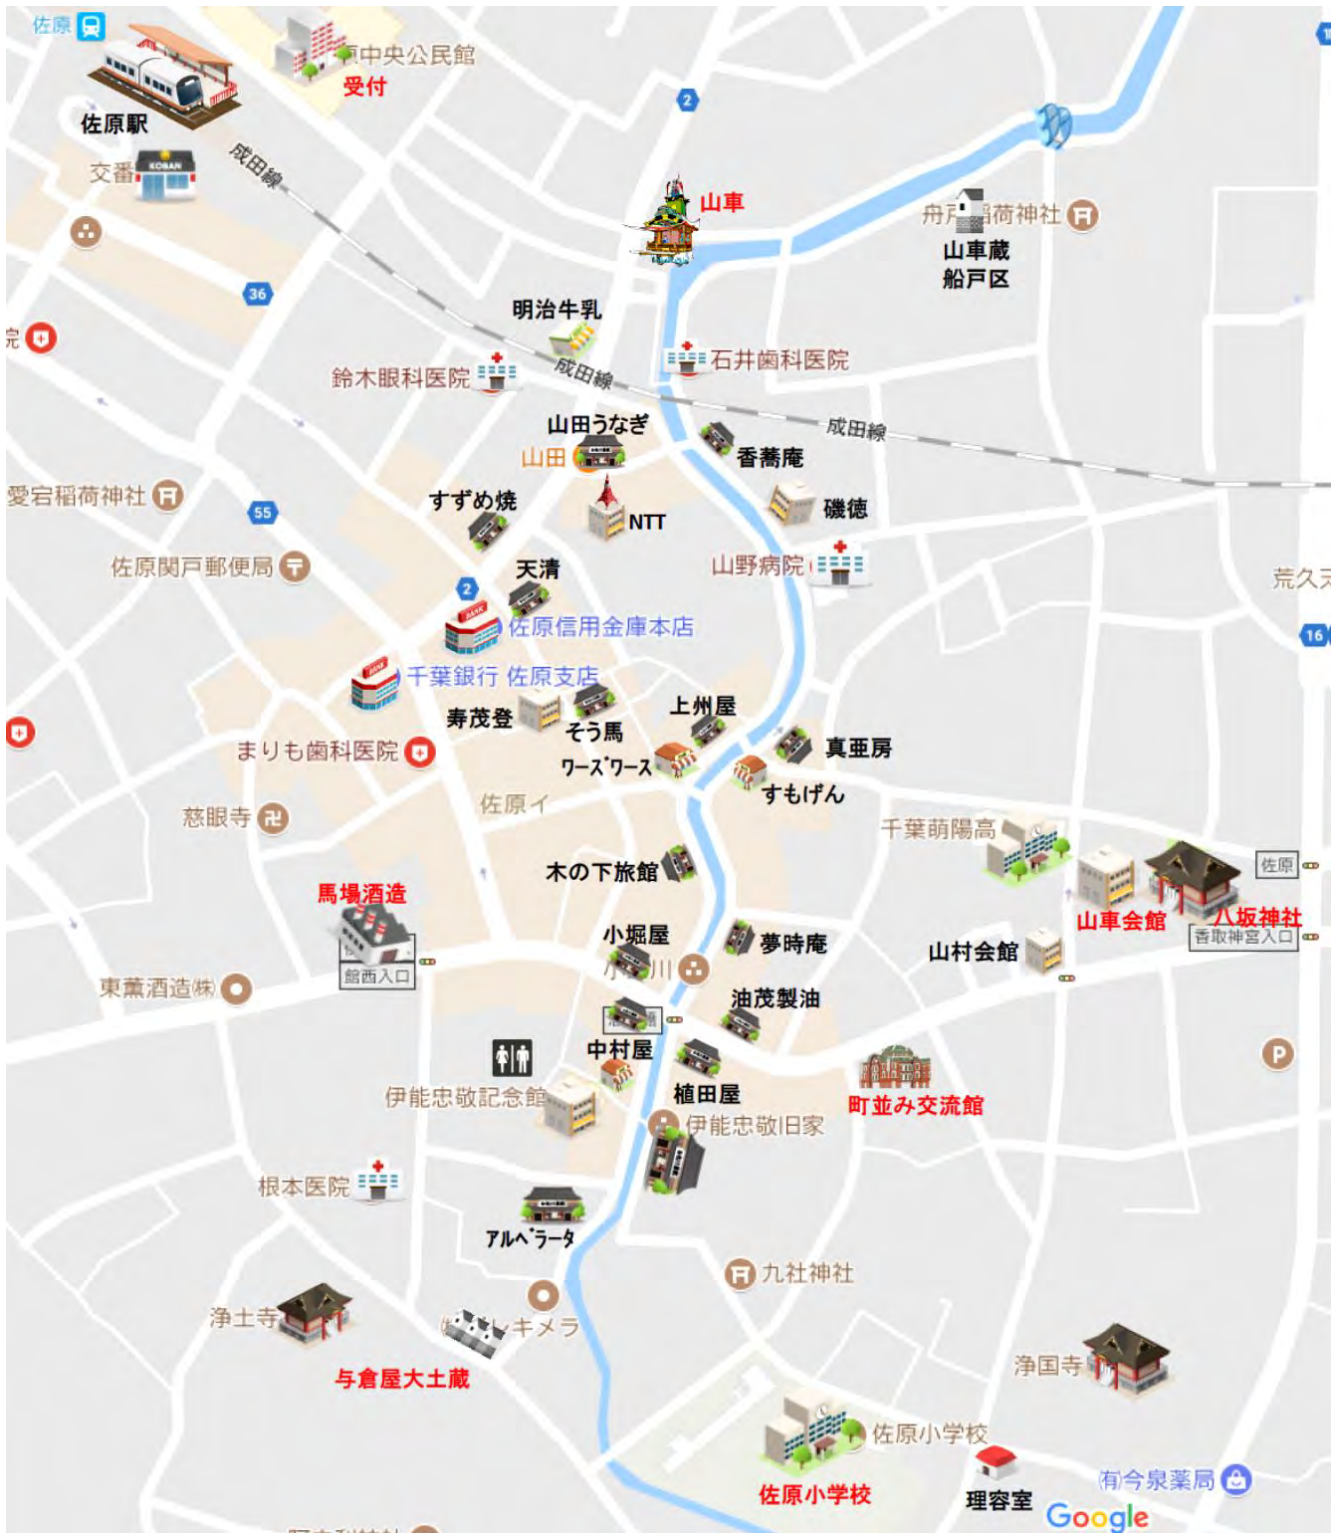 佐原
原中央公民館
受付
佐原駅
交番
KOBAN
成田線
2
山車
舟戸稲荷神社
山車蔵
船戸区
36
明治牛乳
鈴木眼科医院
成田線
石井歯科医院
院
山田うなぎ
山田
成田線
香蕎庵
愛宕稲荷神社
すずめ焼
55
NTT
磯徳
佐原関戸郵便局
山野病院
天清
荒久天
2
BANK
佐原信用金庫本店
16
BANK
千葉銀行 佐原支店
寿茂登
そう馬
上州屋
まりも歯科医院
ワーズワース
真亜房
すもげん
佐原イ
慈眼寺
千葉萌陽高
木の下旅館
佐原
馬場酒造
山車会館
八坂神社
香取神宮入口
小堀屋
夢時庵
山村会館
館西入口
川
東薫酒造㈱
油茂製油
中村屋
植田屋
伊能忠敬記念館
町並み交流館
P
伊能忠敬旧家
根本医院
アルベラータ
九社神社
浄土寺
レキメラ
与倉屋大土蔵
浄国寺
佐原小学校
佐原小学校
理容室
㈲今泉薬局
Google